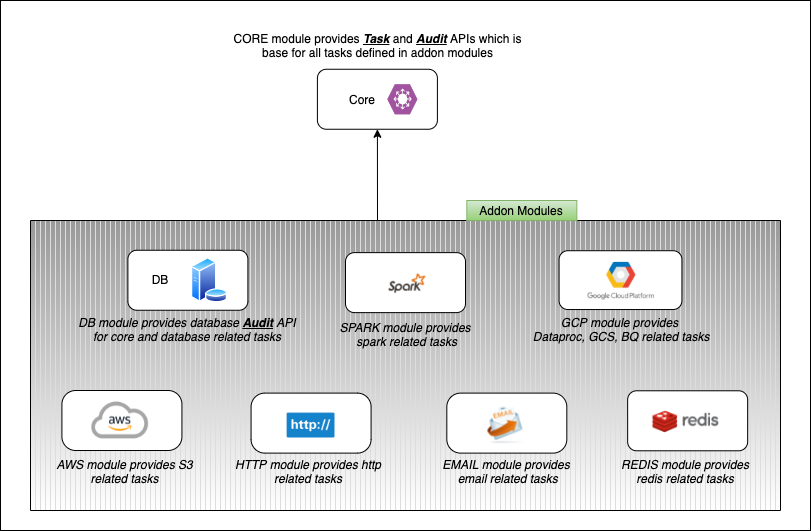 CORE module provides Task and Audit APIs which is
base for all tasks defined in addon modules
Core
Addon Modules
DB
Spark
Google Cloud Platform
DB module provides database Audit API
for core and database related tasks
SPARK module provides
spark related tasks
GCP module provides
Dataproc, GCS, BQ related tasks
aws
http://
EMAIL
redis
AWS module provides S3
related tasks
HTTP module provides http
related tasks
EMAIL module provides
email related tasks
REDIS module provides
redis related tasks